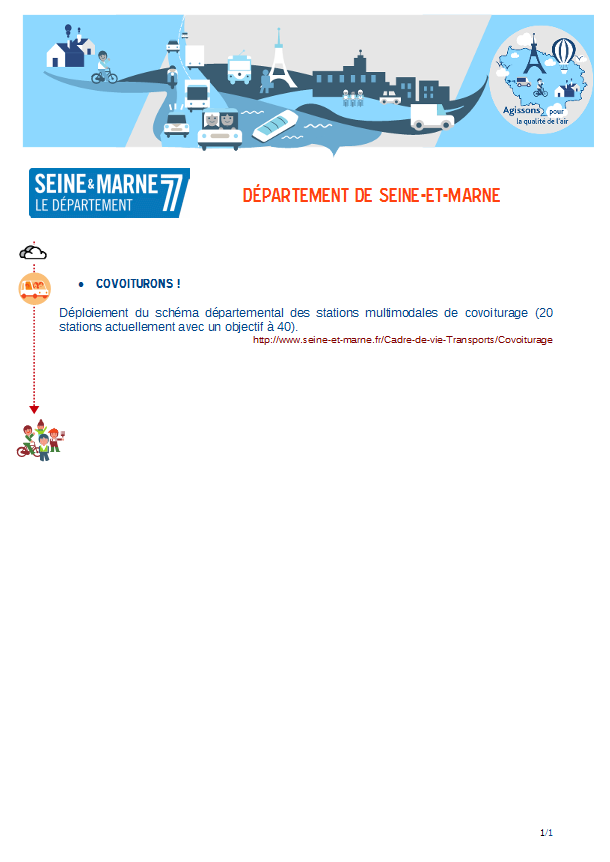 Agissons pour
la qualité de l'air
SEINE & MARNE 77
LE DÉPARTEMENT
DÉPARTEMENT DE SEINE-ET-MARNE
• COVOITURONS !
Déploiement du schéma départemental des stations multimodales de covoiturage (20
stations actuellement avec un objectif à 40).
http://www.seine-et-marne.fr/Cadre-de-vie-Transports/Covoiturage
1/1